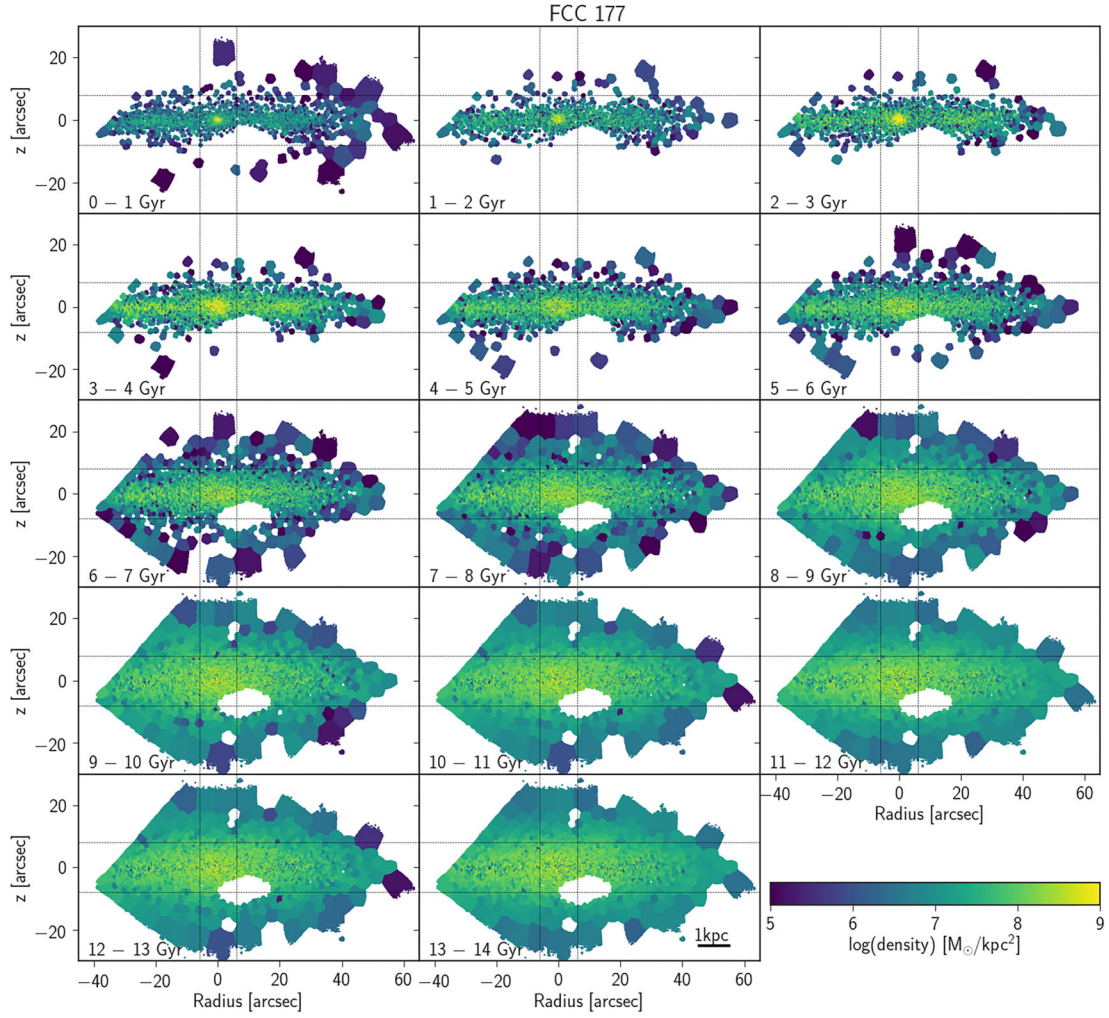 FCC 177
z [arcsec]
20
0
−20
0 − 1 Gyr
1 − 2 Gyr
2 − 3 Gyr
z [arcsec]
20
0
−20
3 − 4 Gyr
4 − 5 Gyr
5 − 6 Gyr
z [arcsec]
20
0
−20
6 − 7 Gyr
7 − 8 Gyr
8 − 9 Gyr
z [arcsec]
20
0
−20
9 − 10 Gyr
10 − 11 Gyr
11 − 12 Gyr
−40 −20 0 20 40 60
Radius [arcsec]
z [arcsec]
20
0
−20
12 − 13 Gyr
13 − 14 Gyr
1kpc
−40 −20 0 20 40 60
Radius [arcsec]
−40 −20 0 20 40 60
Radius [arcsec]
5 6 7 8 9
log(density) [M☉/kpc²]